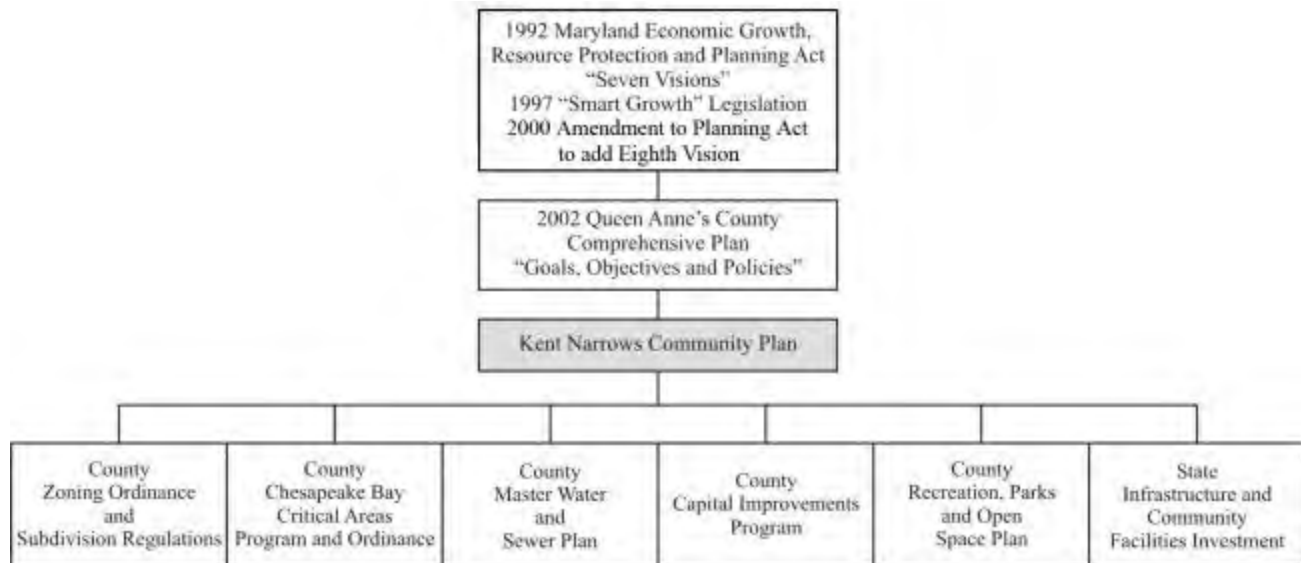 1992 Maryland Economic Growth,
Resource Protection and Planning Act
“Seven Visions”
1997 “Smart Growth” Legislation
2000 Amendment to Planning Act
to add Eighth Vision
2002 Queen Anne’s County
Comprehensive Plan
“Goals, Objectives and Policies”
Kent Narrows Community Plan
County
Zoning Ordinance
and
Subdivision Regulations
County
Chesapeake Bay
Critical Areas
Program and Ordinance
County
Master Water
and
Sewer Plan
County
Capital Improvements
Program
County
Recreation, Parks
and Open
Space Plan
State
Infrastructure and
Community
Facilities Investment